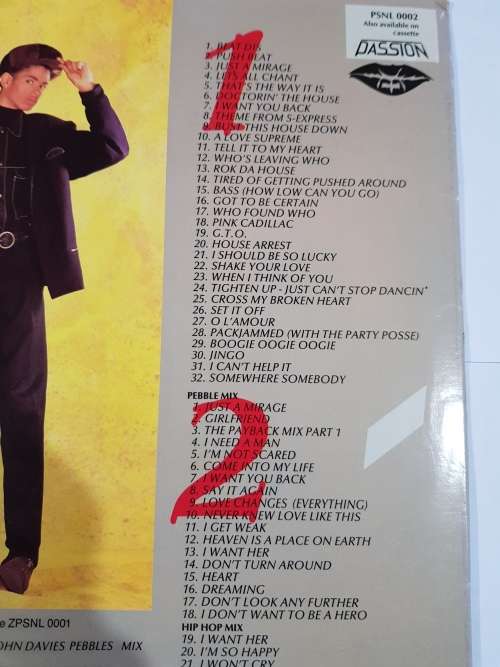 PSNL 0002
Also available on
cassette
PASSION
1
1. BEAT DIS
2. PUSH BEAT
3. JUST A MIRAGE
4. LET'S ALL CHANT
5. THAT'S THE WAY IT IS
6. DOCTORIN' THE HOUSE
7. I WANT YOU BACK
8. THEME FROM S-EXPRESS
9. BUST THIS HOUSE DOWN
10. A LOVE SUPREME
11. TELL IT TO MY HEART
12. WHO'S LEAVING WHO
13. ROK DA HOUSE
14. TIRED OF GETTING PUSHED AROUND
15. BASS (HOW LOW CAN YOU GO)
16. GOT TO BE CERTAIN
17. WHO FOUND WHO
18. PINK CADILLAC
19. G.T.O.
20. HOUSE ARREST
21. I SHOULD BE SO LUCKY
22. SHAKE YOUR LOVE
23. WHEN I THINK OF YOU
24. TIGHTEN UP - JUST CAN'T STOP DANCIN'
25. CROSS MY BROKEN HEART
26. SET IT OFF
27. O L'AMOUR
28. PACKJAMMED (WITH THE PARTY POSSE)
29. BOOGIE OOGIE OOGIE
30. JINGO
31. I CAN'T HELP IT
32. SOMEWHERE SOMEBODY
PEBBLE MIX
2
1. JUST A MIRAGE
2. GIRLFRIEND
3. THE PAYBACK MIX PART 1
4. I NEED A MAN
5. I'M NOT SCARED
6. COME INTO MY LIFE
7. I WANT YOU BACK
8. SAY IT AGAIN
9. LOVE CHANGES (EVERYTHING)
10. NEVER KNEW LOVE LIKE THIS
11. I GET WEAK
12. HEAVEN IS A PLACE ON EARTH
13. I WANT HER
14. DON'T TURN AROUND
15. HEART
16. DREAMING
17. DON'T LOOK ANY FURTHER
18. I DON'T WANT TO BE A HERO
HIP HOP MIX
19. I WANT HER
20. I'M SO HAPPY
21. I WON'T CRY
e ZPSNL 0001
OHN DAVIES PEBBLES MIX